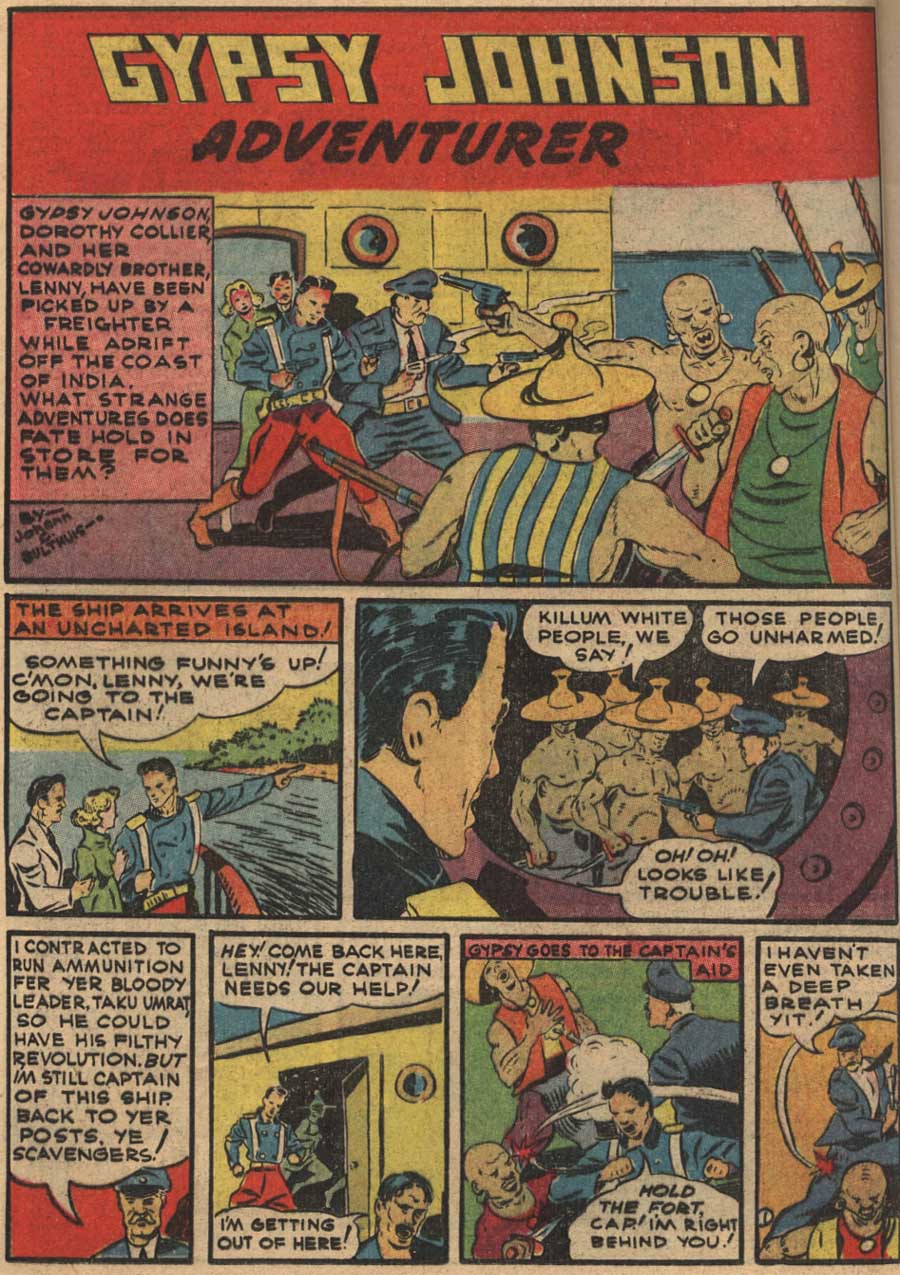 GYPSY JOHNSON
ADVENTURER
GYPSY JOHNSON,
DOROTHY COLLIER,
AND HER
COWARDLY BROTHER,
LENNY, HAVE BEEN
PICKED UP BY A
FREIGHTER
WHILE ADRIFT
OFF THE COAST
OF INDIA.
WHAT STRANGE
ADVENTURES DOES
FATE HOLD IN
STORE FOR
THEM?
BY—
JOHANN
C.
BULTHUIS—
THE SHIP ARRIVES AT
AN UNCHARTED ISLAND!
SOMETHING FUNNY'S UP!
C'MON, LENNY, WE'RE
GOING TO THE
CAPTAIN!
KILLUM WHITE
PEOPLE, WE
SAY!
THOSE PEOPLE
GO UNHARMED!
OH! OH!
LOOKS LIKE
TROUBLE!
I CONTRACTED TO
RUN AMMUNITION
FER YER BLOODY
LEADER, TAKU UMRAT,
SO HE COULD
HAVE HIS FILTHY
REVOLUTION. BUT
I'M STILL CAPTAIN
OF THIS SHIP
BACK TO YER
POSTS, YE
SCAVENGERS!
HEY! COME BACK HERE,
LENNY! THE CAPTAIN
NEEDS OUR HELP!
I'M GETTING
OUT OF HERE!
GYPSY GOES TO THE CAPTAIN'S
AID
HOLD
THE FORT,
CAP! I'M RIGHT
BEHIND YOU!
I HAVEN'T
EVEN TAKEN
A DEEP
BREATH
YIT!
1